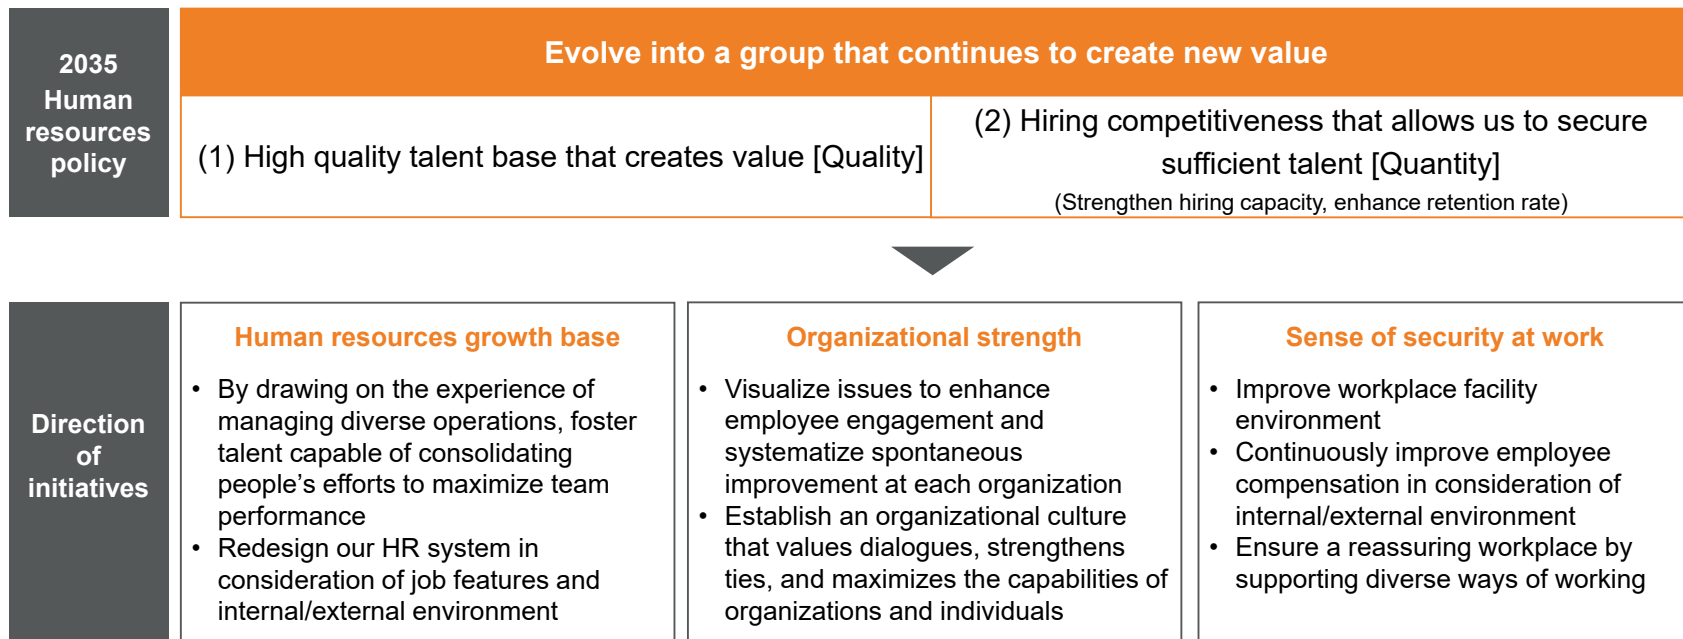 2035
Human
resources
policy
Evolve into a group that continues to create new value
(1) High quality talent base that creates value [Quality]
(2) Hiring competitiveness that allows us to secure
sufficient talent [Quantity]
(Strengthen hiring capacity, enhance retention rate)
Direction
of
initiatives
Human resources growth base
• By drawing on the experience of
managing diverse operations, foster
talent capable of consolidating
people’s efforts to maximize team
performance
• Redesign our HR system in
consideration of job features and
internal/external environment
Organizational strength
• Visualize issues to enhance
employee engagement and
systematize spontaneous
improvement at each organization
• Establish an organizational culture
that values dialogues, strengthens
ties, and maximizes the capabilities of
organizations and individuals
Sense of security at work
• Improve workplace facility
environment
• Continuously improve employee
compensation in consideration of
internal/external environment
• Ensure a reassuring workplace by
supporting diverse ways of working